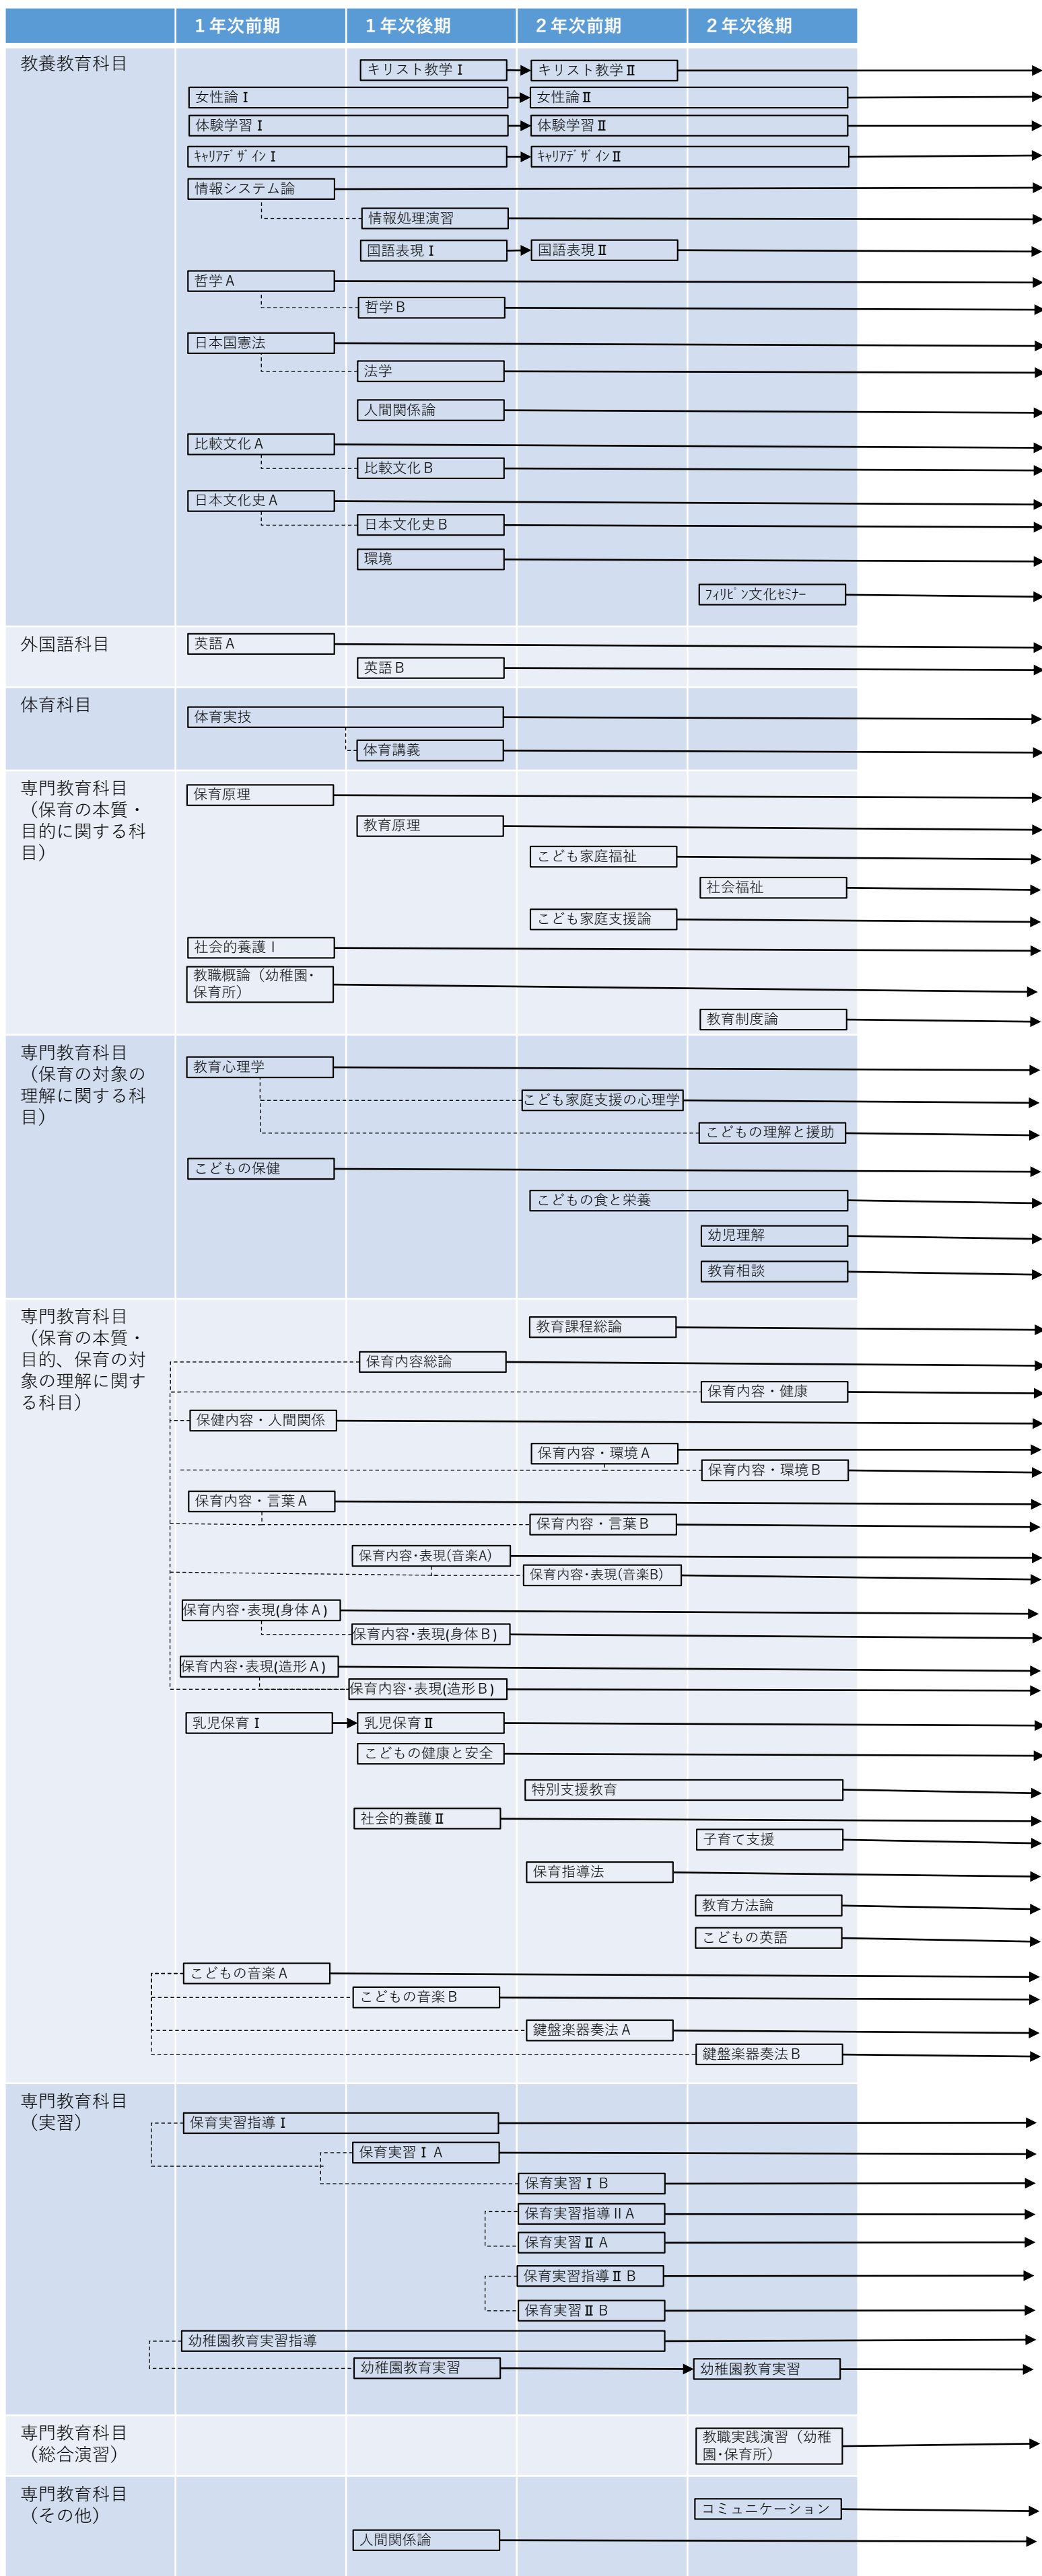 １年次前期
１年次後期
２年次前期
２年次後期
教養教育科目
キリスト教学Ⅰ
キリスト教学Ⅱ
女性論Ⅰ
女性論Ⅱ
体験学習Ⅰ
体験学習Ⅱ
ｷｬﾘｱﾃﾞｻﾞｲﾝⅠ
ｷｬﾘｱﾃﾞｻﾞｲﾝⅡ
情報システム論
情報処理演習
国語表現Ⅰ
国語表現Ⅱ
哲学Ａ
哲学Ｂ
日本国憲法
法学
人間関係論
比較文化Ａ
比較文化Ｂ
日本文化史Ａ
日本文化史Ｂ
環境
ﾌｨﾘﾋﾟﾝ文化ｾﾐﾅｰ
外国語科目
英語Ａ
英語Ｂ
体育科目
体育実技
体育講義
専門教育科目
（保育の本質・
目的に関する科
目）
保育原理
教育原理
こども家庭福祉
社会福祉
こども家庭支援論
社会的養護Ⅰ
教職概論（幼稚園･
保育所）
教育制度論
専門教育科目
（保育の対象の
理解に関する科
目）
教育心理学
こども家庭支援の心理学
こどもの理解と援助
こどもの保健
こどもの食と栄養
幼児理解
教育相談
専門教育科目
（保育の本質・
目的、保育の対
象の理解に関す
る科目）
教育課程総論
保育内容総論
保育内容・健康
保健内容・人間関係
保育内容・環境Ａ
保育内容・環境Ｂ
保育内容・言葉Ａ
保育内容・言葉Ｂ
保育内容･表現(音楽A)
保育内容･表現(音楽B)
保育内容･表現(身体Ａ)
保育内容･表現(身体Ｂ)
保育内容･表現(造形Ａ)
保育内容･表現(造形Ｂ)
乳児保育Ⅰ
乳児保育Ⅱ
こどもの健康と安全
特別支援教育
社会的養護Ⅱ
子育て支援
保育指導法
教育方法論
こどもの英語
こどもの音楽Ａ
こどもの音楽Ｂ
鍵盤楽器奏法Ａ
鍵盤楽器奏法Ｂ
専門教育科目
（実習）
保育実習指導Ⅰ
保育実習ⅠＡ
保育実習ⅠＢ
保育実習指導ⅡＡ
保育実習ⅡＡ
保育実習指導ⅡＢ
保育実習ⅡＢ
幼稚園教育実習指導
幼稚園教育実習
幼稚園教育実習
専門教育科目
（総合演習）
教職実践演習（幼稚
園･保育所）
専門教育科目
（その他）
コミュニケーション
人間関係論